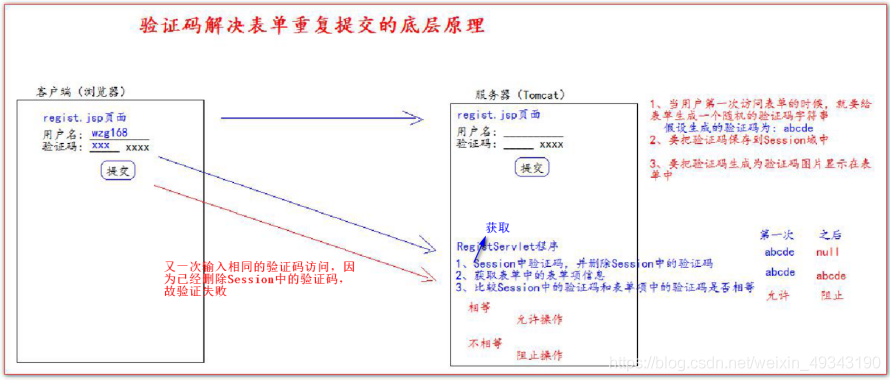 验证码解决表单重复提交的底层原理
客户端（浏览器）
regist.jsp页面
用户名：wzg168
验证码：xxx xxxx
提交
又一次输入相同的验证码访问，因
为已经删除Session中的验证码，
故验证失败
服务器（Tomcat）
regist.jsp页面
用户名：
验证码： xxxx
提交
获取
RegistServlet程序
1、Session中验证码，并删除Session中的验证码
2、获取表单中的表单项信息
3、比较Session中的验证码和表单项中的验证码是否相等
相等
允许操作
不相等
阻止操作
1、当用户第一次访问表单的时候，就要给
表单生成一个随机的验证码字符串
假设生成的验证码为：abcde
2、要把验证码保存到Session域中
3、要把验证码生成为验证码图片显示在表
单中
第一次 之后
abcde null
abcde abcde
允许 阻止
https://blog.csdn.net/weixin_49343190